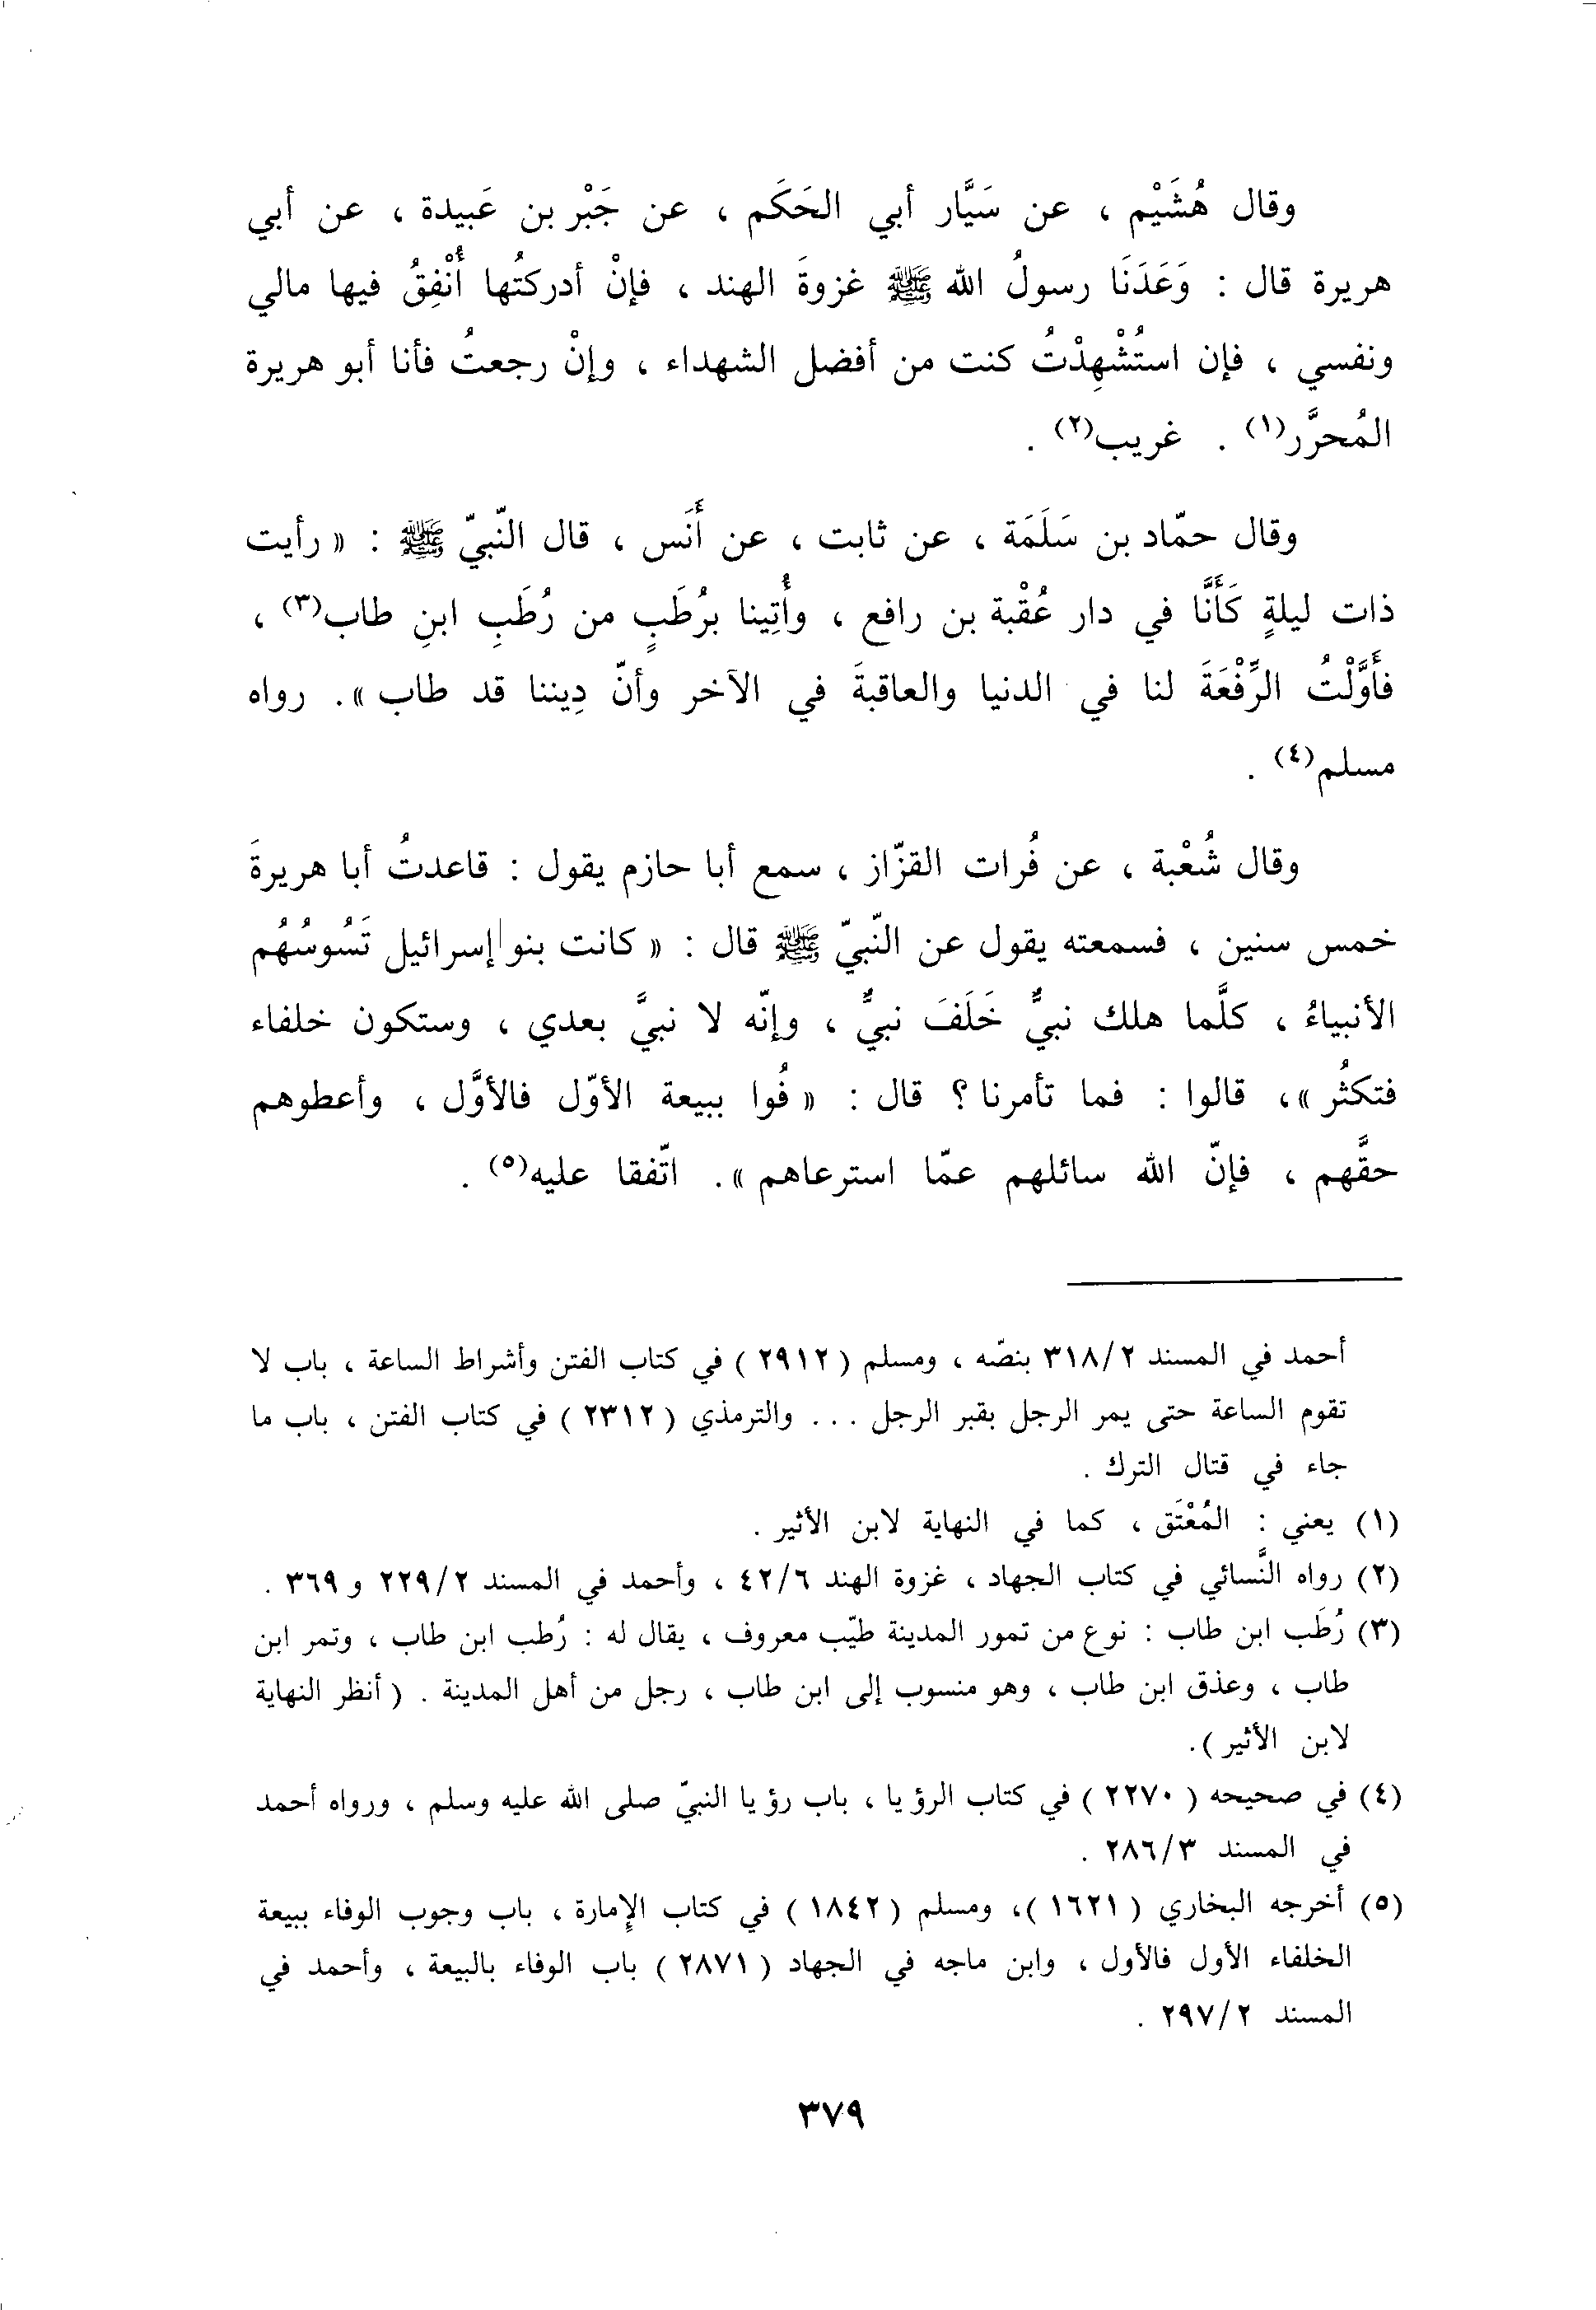 وقال هُشَيْم ، عن سَيَّار أبي الحَكَم ، عن جَبْر بن عَبيدة ، عن أبي
هريرة قال : وَعَدَنَا رسولُ الله ﷺ غزوةَ الهند ، فإنْ أدركتُها أُنْفِقُ فيها مالي
ونفسي ، فإن استُشْهِدْتُ كنت من أفضل الشهداء ، وإنْ رجعتُ فأنا أبو هريرة
المُحرَّر(١) . غريب(٢) .
وقال حمّاد بن سَلَمَة ، عن ثابت ، عن أَنَس ، قال النّبيّ ﷺ : « رأيت
ذات ليلةٍ كَأَنَّا في دار عُقْبة بن رافع ، وأُتِينا برُطَبٍ من رُطَبِ ابنِ طاب(٣) ،
فأَوَّلْتُ الرِّفْعَةَ لنا في الدنيا والعاقبةَ في الآخر وأنّ دِيننا قد طاب ». رواه
مسلم(٤) .
وقال شُعْبة ، عن فُرات القزّاز ، سمع أبا حازم يقول : قاعدتُ أبا هريرةَ
خمس سنين ، فسمعته يقول عن النّبيّ ﷺ قال : « كانت بنو إسرائيل تَسُوسُهُم
الأنبياءُ ، كلَّما هلك نبيٌّ خَلَفَ نبيٌّ ، وإنّه لا نبيَّ بعدي ، وستكون خلفاء
فتكثُر »، قالوا : فما تأمرنا ؟ قال : « فُوا ببيعة الأوّل فالأوَّل ، وأعطوهم
حقَّهم ، فإنّ الله سائلهم عمّا استرعاهم ». اتّفقا عليه(٥) .
أحمد في المسند ٣١٨/٢ بنصّه ، ومسلم ( ٢٩١٢ ) في كتاب الفتن وأشراط الساعة ، باب لا
تقوم الساعة حتى يمر الرجل بقبر الرجل ... والترمذي ( ٢٣١٢ ) في كتاب الفتن ، باب ما
جاء في قتال الترك .
(١) يعني : المُعْتَق ، كما في النهاية لابن الأثير .
(٢) رواه النَّسائي في كتاب الجهاد ، غزوة الهند ٤٢/٦ ، وأحمد في المسند ٢٢٩/٢ و ٣٦٩ .
(٣) رُطَب ابن طاب : نوع من تمور المدينة طيّب معروف ، يقال له : رُطب ابن طاب ، وتمر ابن
طاب ، وعذق ابن طاب ، وهو منسوب إلى ابن طاب ، رجل من أهل المدينة . ( أنظر النهاية
لابن الأثير ).
(٤) في صحيحه ( ٢٢٧٠ ) في كتاب الرؤيا ، باب رؤيا النبيّ صلى الله عليه وسلم ، ورواه أحمد
في المسند ٢٨٦/٣ .
(٥) أخرجه البخاري ( ١٦٢١ )، ومسلم ( ١٨٤٢ ) في كتاب الإمارة ، باب وجوب الوفاء ببيعة
الخلفاء الأول فالأول ، وابن ماجه في الجهاد ( ٢٨٧١ ) باب الوفاء بالبيعة ، وأحمد في
المسند ٢٩٧/٢ .
٣٧٩